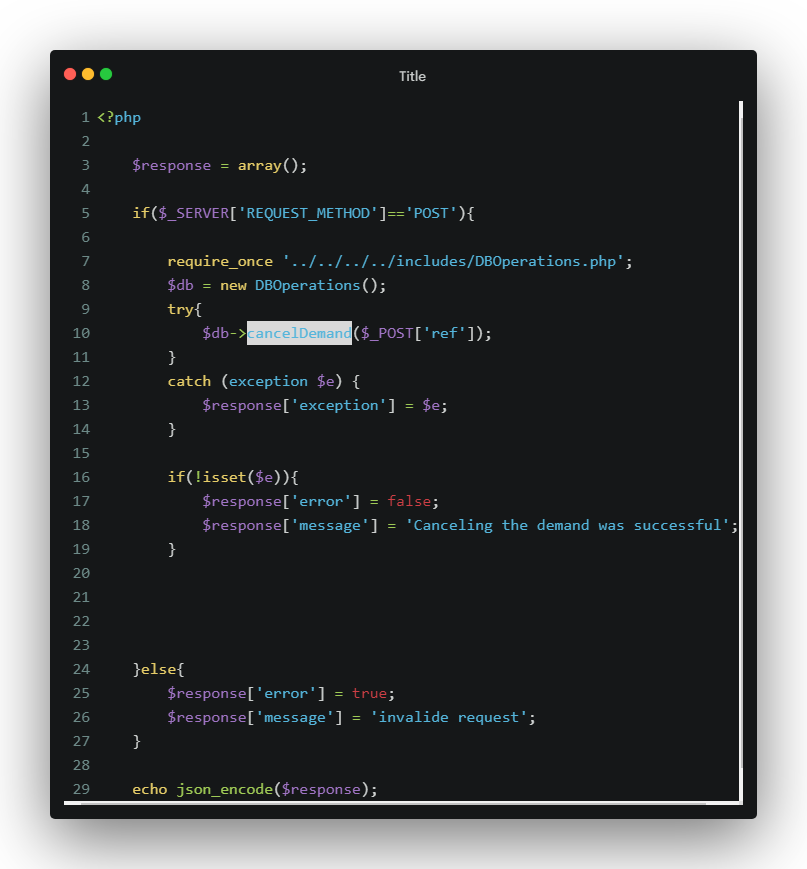 Title
1 <?php
2
3     $response = array();
4
5     if($_SERVER['REQUEST_METHOD']=='POST'){
6
7         require_once '../../../../includes/DBOperations.php';
8         $db = new DBOperations();
9         try{
10             $db->cancelDemand($_POST['ref']);
11         }
12         catch (exception $e) {
13             $response['exception'] = $e;
14         }
15
16         if(!isset($e)){
17             $response['error'] = false;
18             $response['message'] = 'Canceling the demand was successful';
19         }
20
21
22
23
24     }else{
25         $response['error'] = true;
26         $response['message'] = 'invalide request';
27     }
28
29     echo json_encode($response);